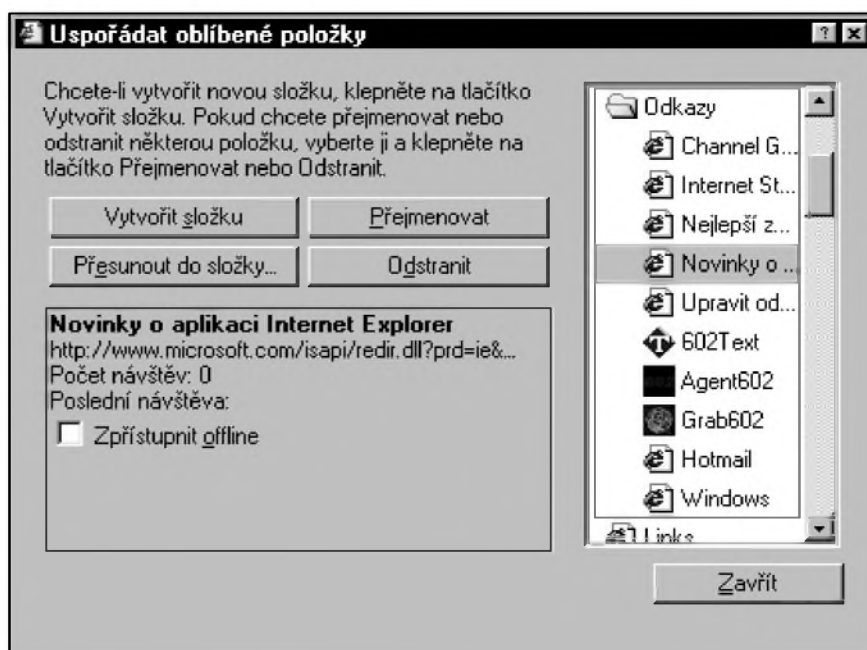 Uspořádat oblíbené položky
Chcete-li vytvořit novou složku, klepněte na tlačítko
Vytvořit složku. Pokud chcete přejmenovat nebo
odstranit některou položku, vyberte ji a klepněte na
tlačítko Přejmenovat nebo Odstranit.
Vytvořit složku
Přejmenovat
Přesunout do složky...
Odstranit
Novinky o aplikaci Internet Explorer
http://www.microsoft.com/isapi/redir.dll?prd=ie&...
Počet návštěv: 0
Poslední návštěva:
Zpřístupnit offline
Odkazy
Channel G...
Internet St...
Nejlepší z...
Novinky o ...
Upravit od...
602Text
Agent602
Grab602
Hotmail
Windows
Links
Zavřít